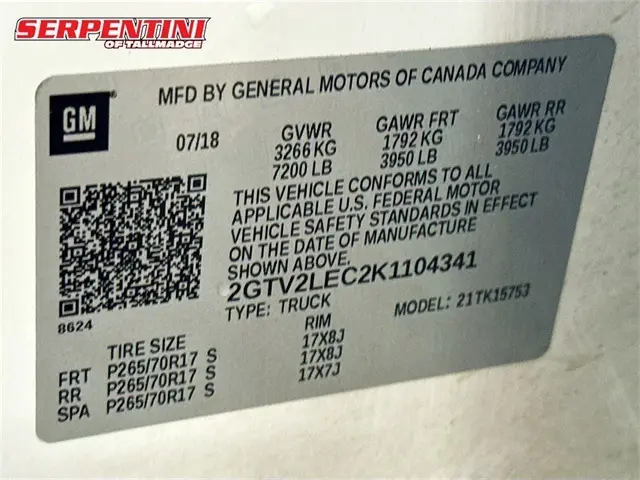 SERPENTINI
OF TALLMADGE
GM
MFD BY GENERAL MOTORS OF CANADA COMPANY
07/18 GVWR GAWR FRT GAWR RR
3266 KG 1792 KG 1792 KG
7200 LB 3950 LB 3950 LB
THIS VEHICLE CONFORMS TO ALL
APPLICABLE U.S. FEDERAL MOTOR
VEHICLE SAFETY STANDARDS IN EFFECT
ON THE DATE OF MANUFACTURE
SHOWN ABOVE.
2GTV2LEC2K1104341
8624
TYPE: TRUCK MODEL: 21TK15753
TIRE SIZE RIM
FRT P265/70R17 S 17X8J
RR P265/70R17 S 17X8J
SPA P265/70R17 S 17X7J